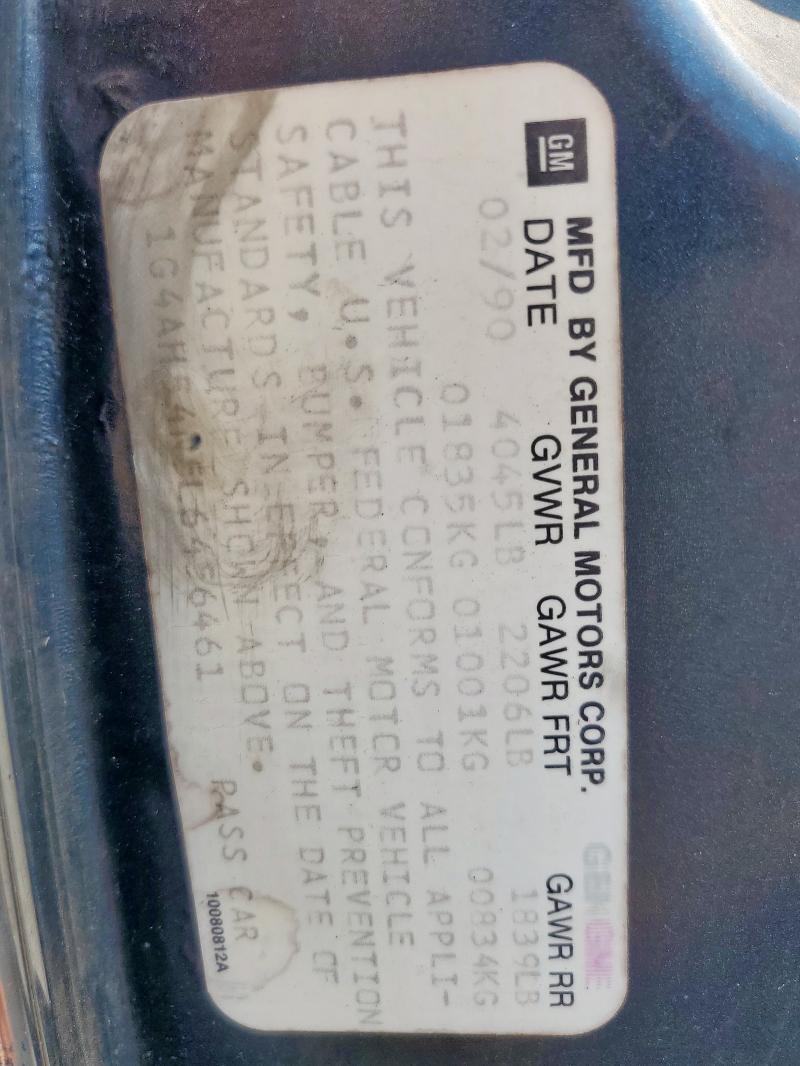 GM
MFD BY GENERAL MOTORS CORP.
DATE GVWR GAWR FRT GAWR RR
02/90 4045LB 2206LB 1839LB
01835KG 01001KG 00834KG
THIS VEHICLE CONFORMS TO ALL APPLI-
CABLE U.S. FEDERAL MOTOR VEHICLE
SAFETY, BUMPER, AND THEFT PREVENTION
STANDARDS IN EFFECT ON THE DATE OF
MANUFACTURE SHOWN ABOVE.
PASS CAR
10080812A